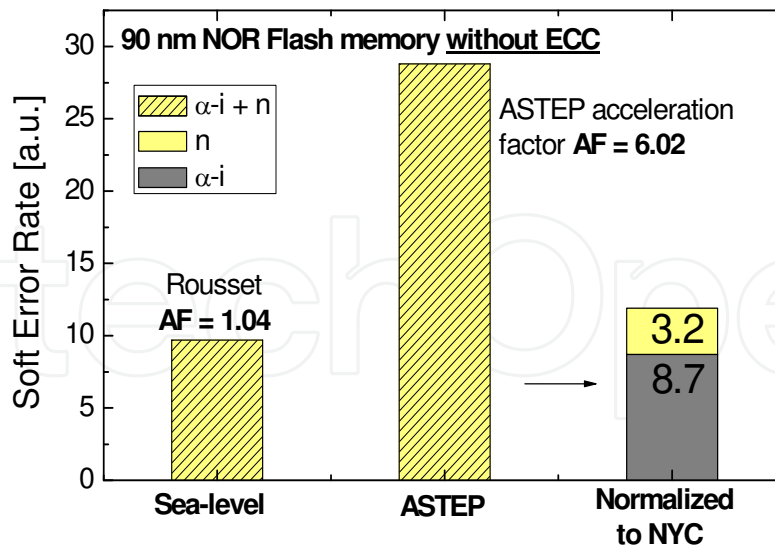 90 nm NOR Flash memory without ECC
α-i + n
n
α-i
ASTEP acceleration
factor AF = 6.02
Rousset
AF = 1.04
3.2
8.7
Soft Error Rate [a.u.]
30
25
20
15
10
5
0
Sea-level
ASTEP
Normalized
to NYC